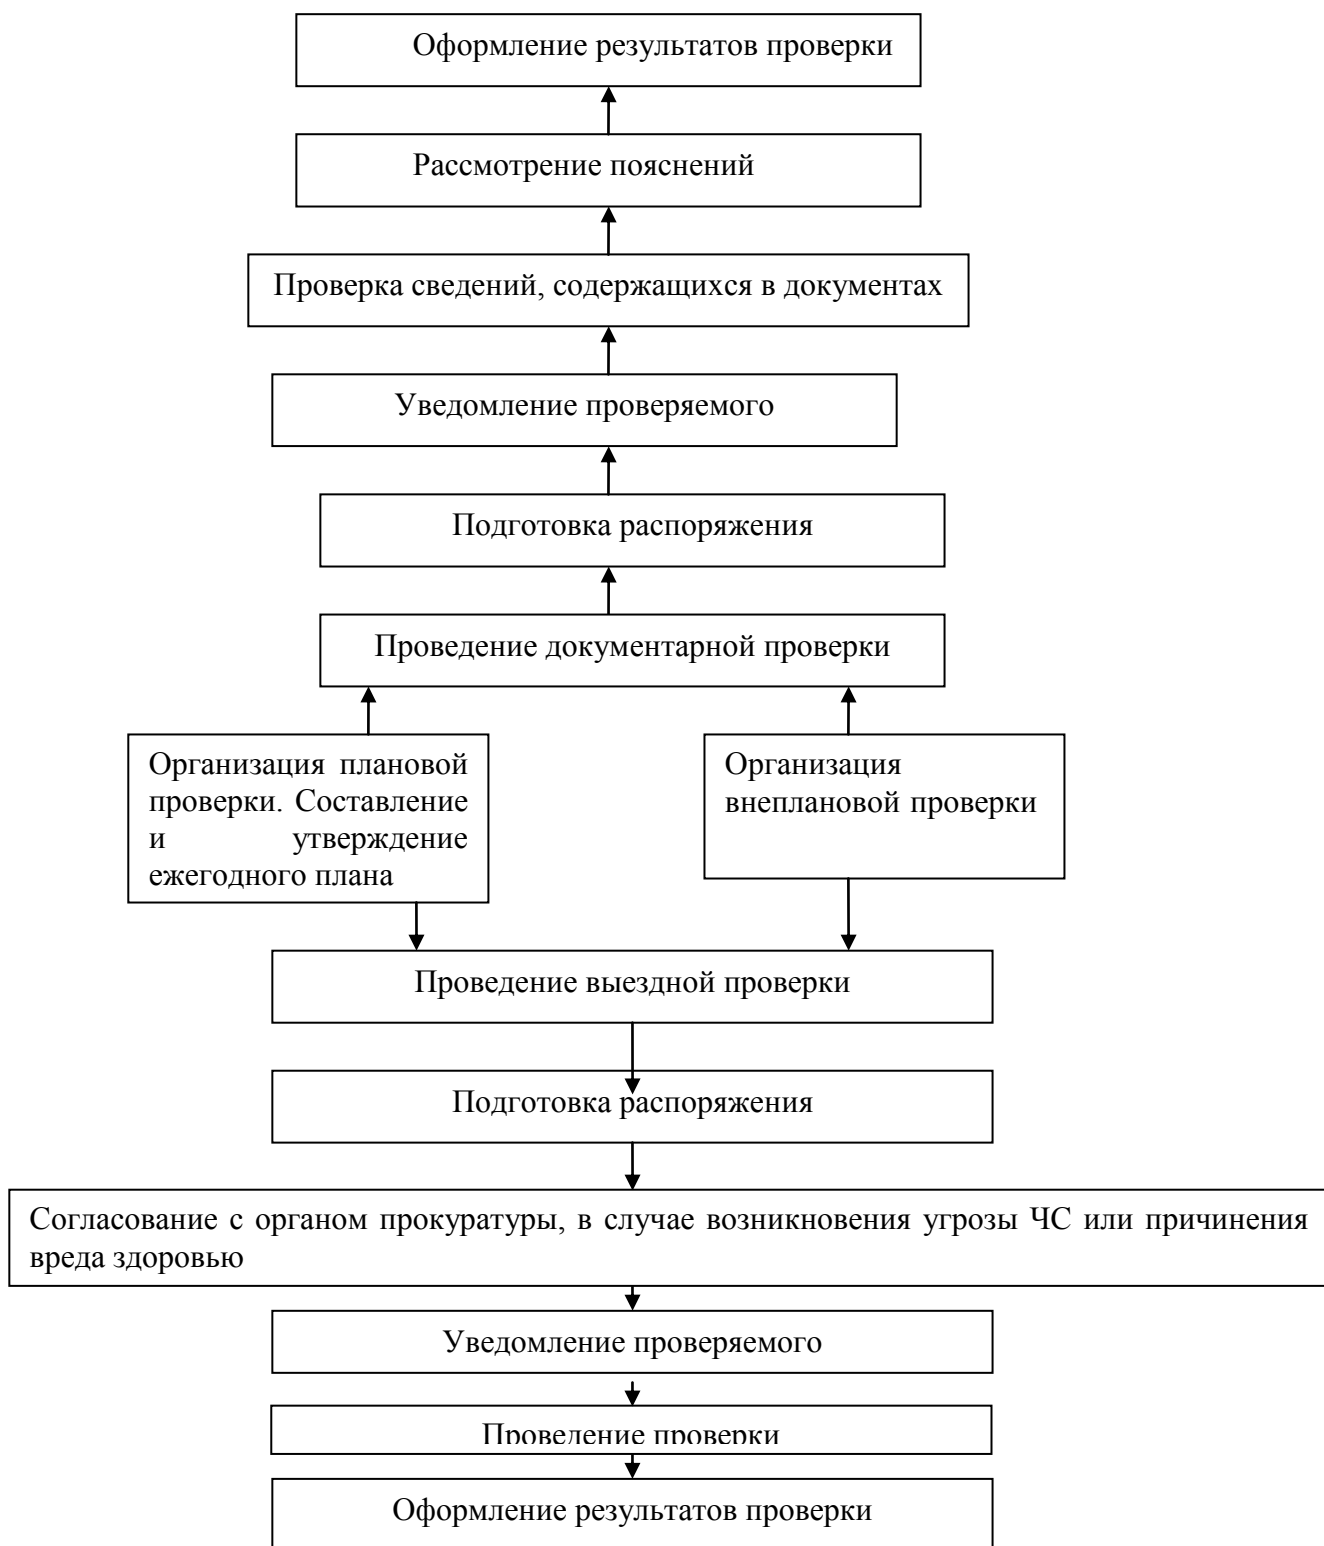 Оформление результатов проверки
Рассмотрение пояснений
Проверка сведений, содержащихся в документах
Уведомление проверяемого
Подготовка распоряжения
Проведение документарной проверки
Организация плановой
проверки. Составление
и утверждение
ежегодного плана
Организация
внеплановой проверки
Проведение выездной проверки
Подготовка распоряжения
Согласование с органом прокуратуры, в случае возникновения угрозы ЧС или причинения
вреда здоровью
Уведомление проверяемого
Проведение проверки
Оформление результатов проверки